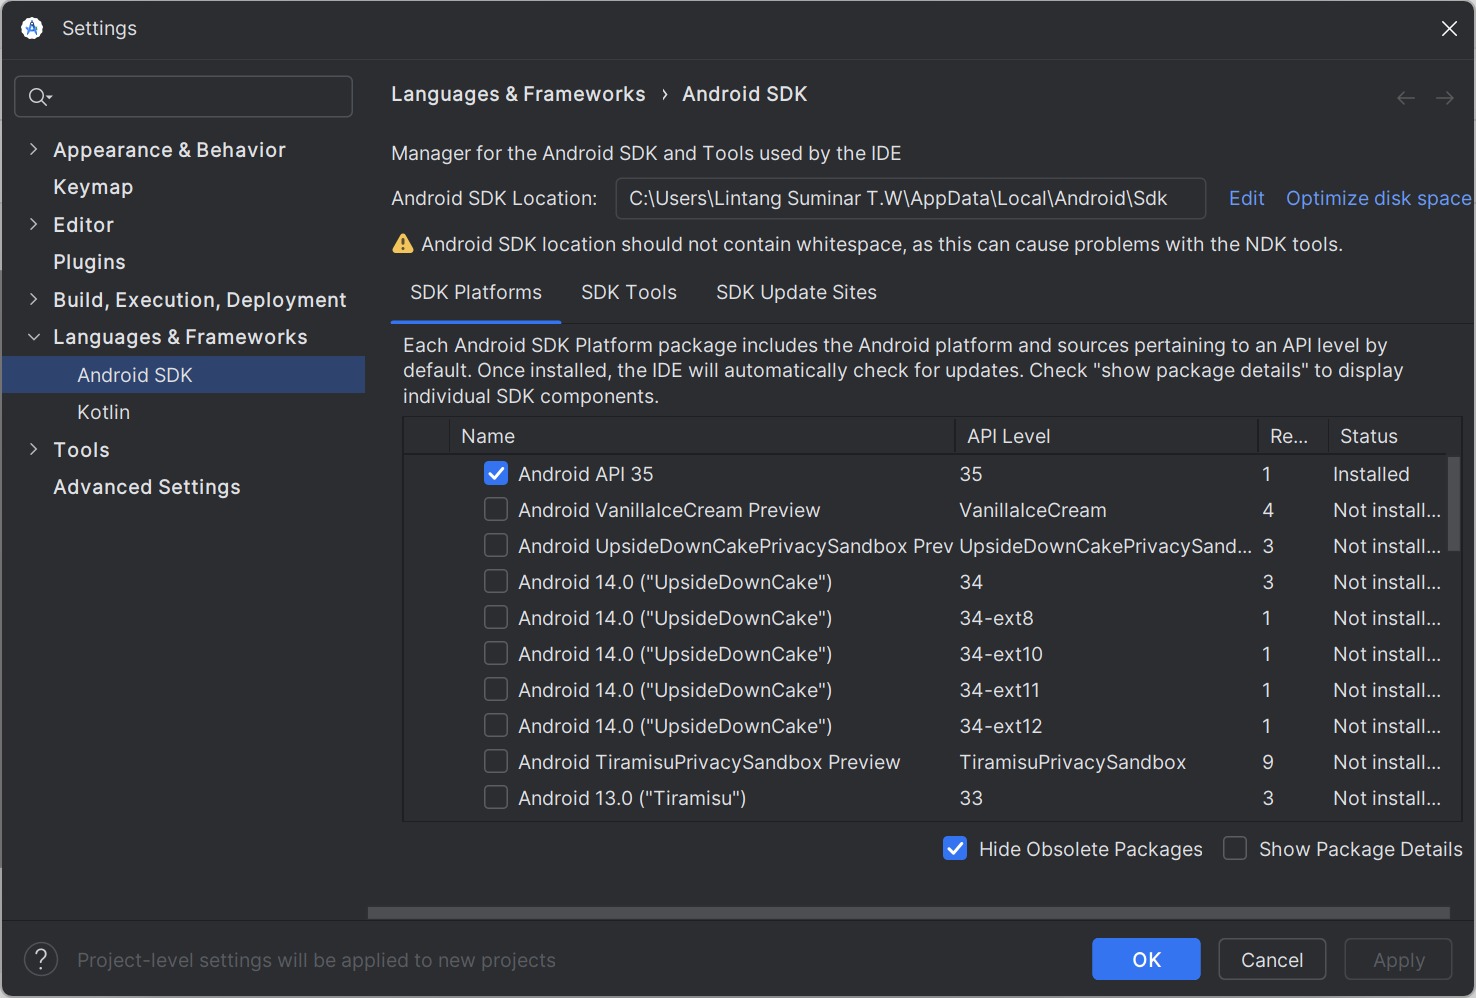 Settings
Appearance & Behavior
Keymap
Editor
Plugins
Build, Execution, Deployment
Languages & Frameworks
Android SDK
Kotlin
Tools
Advanced Settings
Languages & Frameworks › Android SDK
Manager for the Android SDK and Tools used by the IDE
Android SDK Location: C:\Users\Lintang Suminar T.W\AppData\Local\Android\Sdk Edit Optimize disk space
Android SDK location should not contain whitespace, as this can cause problems with the NDK tools.
SDK Platforms SDK Tools SDK Update Sites
Each Android SDK Platform package includes the Android platform and sources pertaining to an API level by
default. Once installed, the IDE will automatically check for updates. Check "show package details" to display
individual SDK components.
Name API Level Re... Status
Android API 35 35 1 Installed
Android VanillaIceCream Preview VanillaIceCream 4 Not install...
Android UpsideDownCakePrivacySandbox Prev UpsideDownCakePrivacySand... 3 Not install...
Android 14.0 ("UpsideDownCake") 34 3 Not install...
Android 14.0 ("UpsideDownCake") 34-ext8 1 Not install...
Android 14.0 ("UpsideDownCake") 34-ext10 1 Not install...
Android 14.0 ("UpsideDownCake") 34-ext11 1 Not install...
Android 14.0 ("UpsideDownCake") 34-ext12 1 Not install...
Android TiramisuPrivacySandbox Preview TiramisuPrivacySandbox 9 Not install...
Android 13.0 ("Tiramisu") 33 3 Not install...
Hide Obsolete Packages Show Package Details
? Project-level settings will be applied to new projects
OK Cancel Apply